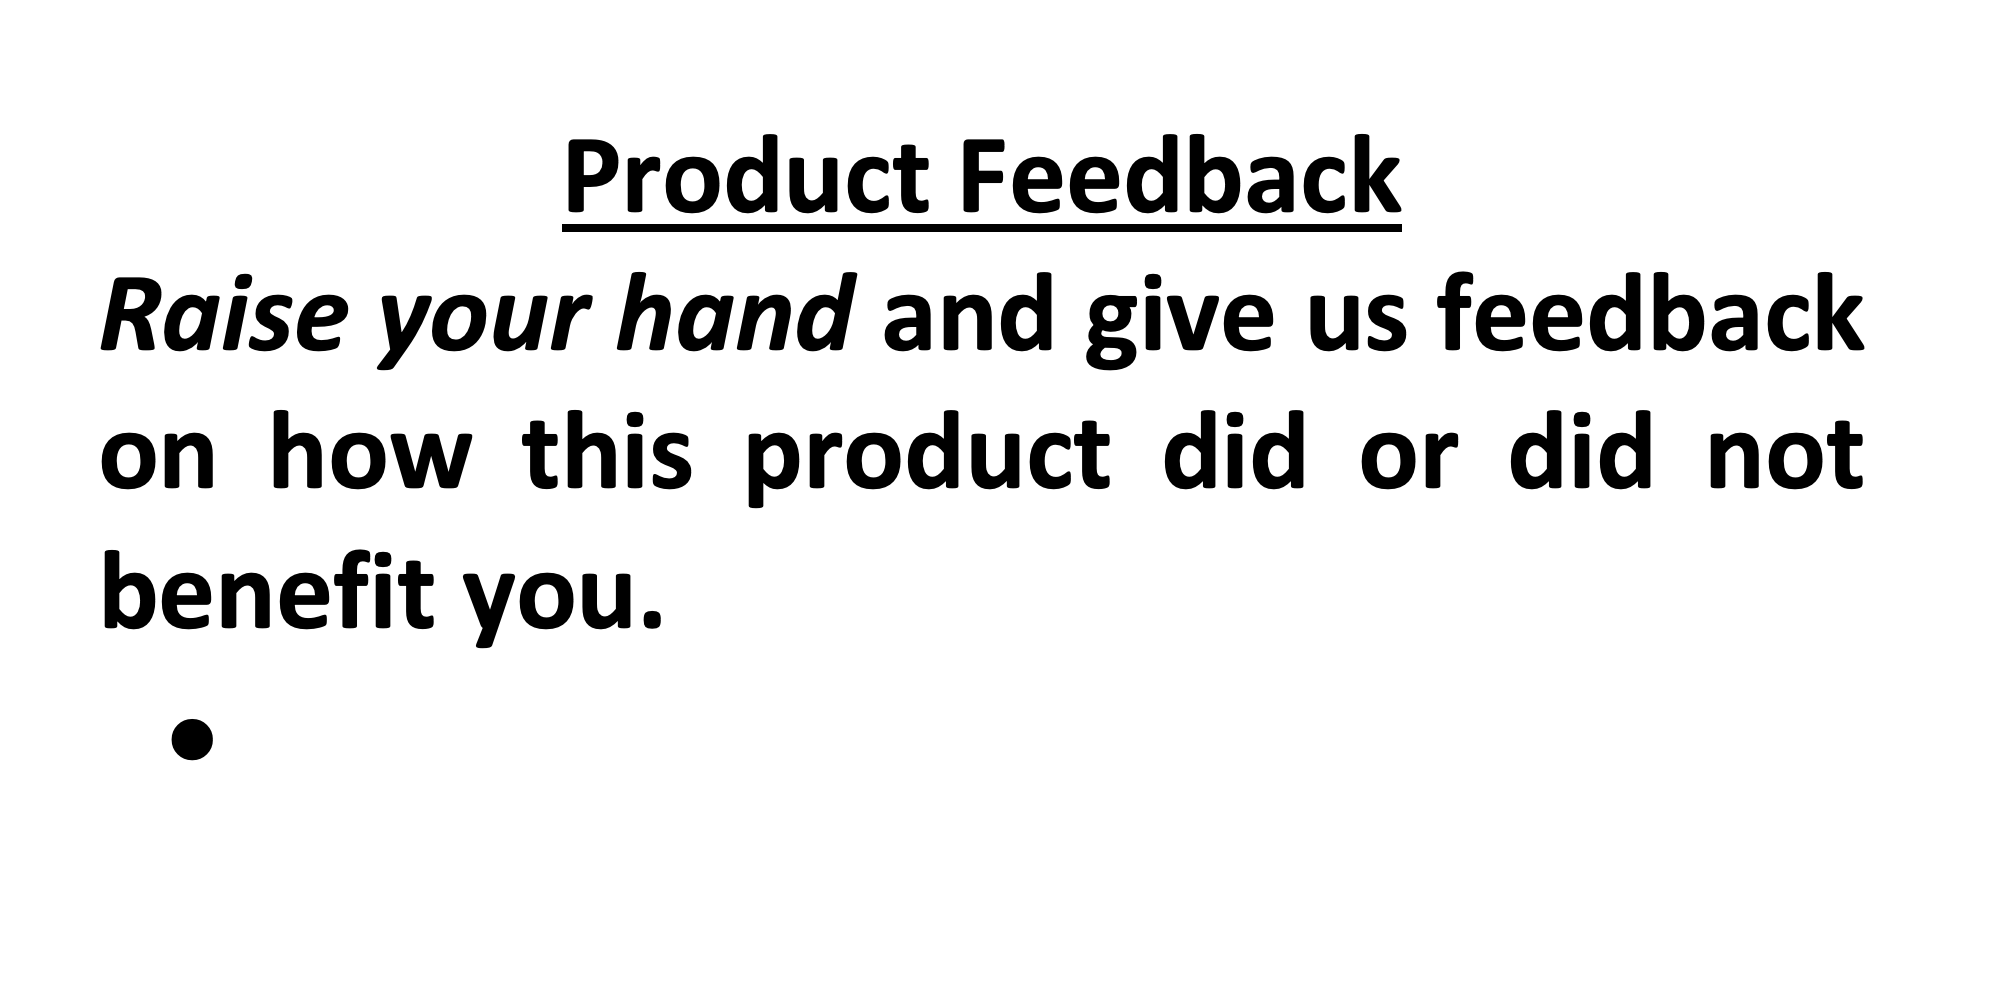 Product Feedback
Raise your hand and give us feedback
on how this product did or did not
benefit you.
•